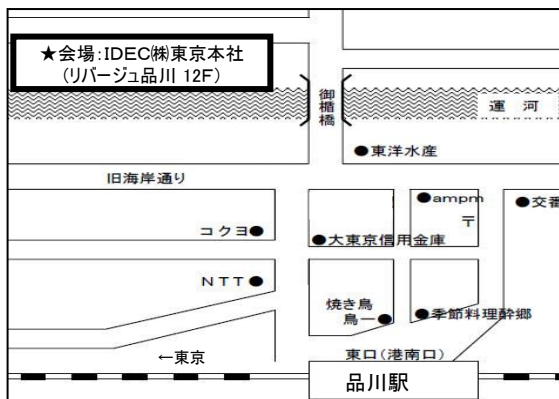 ★会場:IDEC㈱東京本社
(リバージュ品川 12F)
御楯橋
運河
●東洋水産
旧海岸通り
●ampm
●交番
〒
コクヨ●
●大東京信用金庫
NTT●
焼き鳥
鳥一●
●季節料理酔郷
←東京
東口(港南口)
品川駅